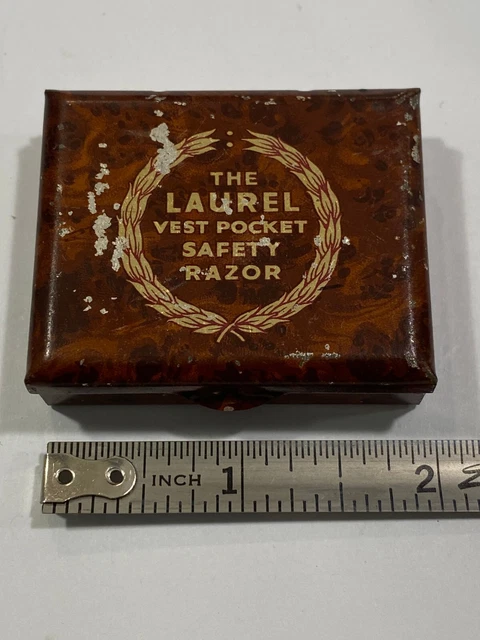 THE
LAUREL
VEST POCKET
SAFETY
RAZOR
INCH 1 2